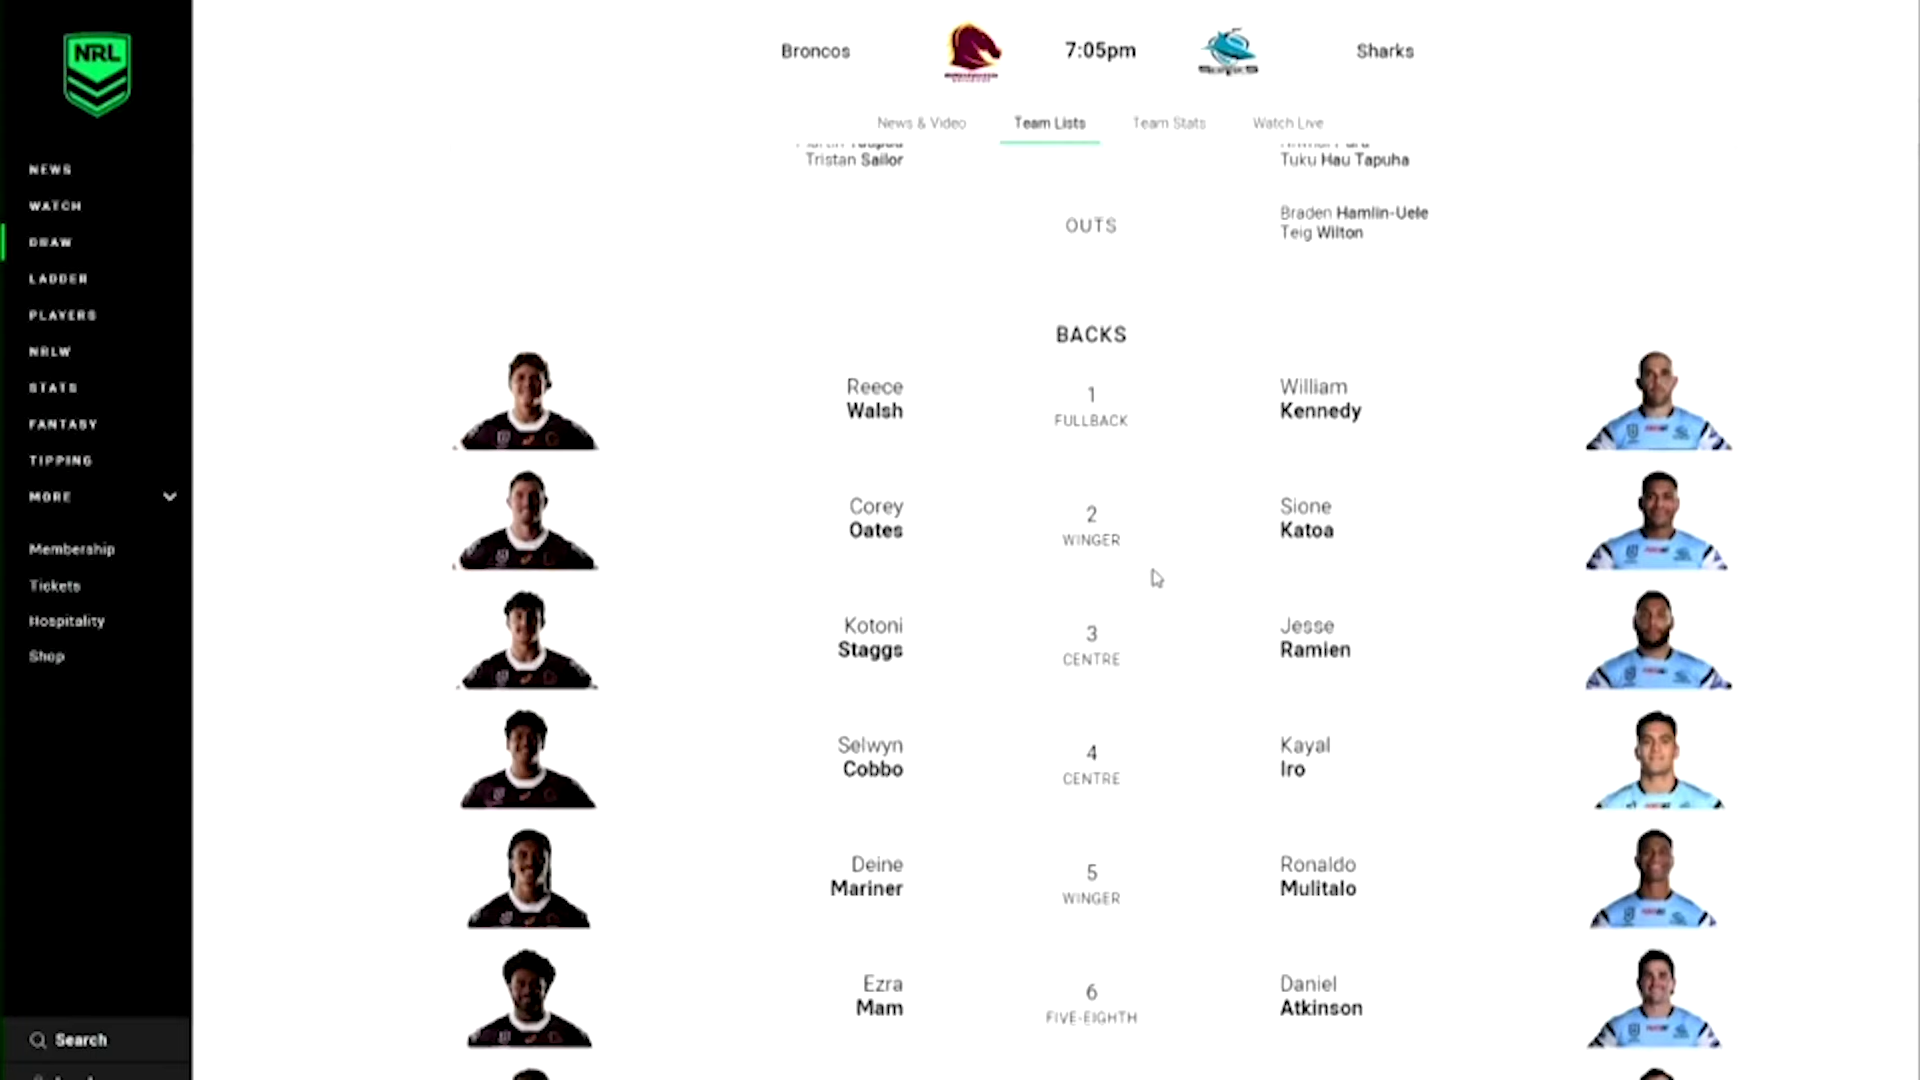 NRL
NEWS
WATCH
DRAW
LADDER
PLAYERS
NRLW
STATS
FANTASY
TIPPING
MORE
Membership
Tickets
Hospitality
Shop
Search
Broncos
7:05pm
Sharks
News & Video
Team Lists
Team Stats
Watch Live
Tristan Sailor
Tuku Hau Tapuha
OUTS
Braden Hamlin-Uele
Teig Wilton
BACKS
Reece
Walsh
1
FULLBACK
William
Kennedy
Corey
Oates
2
WINGER
Sione
Katoa
Kotoni
Staggs
3
CENTRE
Jesse
Ramien
Selwyn
Cobbo
4
CENTRE
Kayal
Iro
Deine
Mariner
5
WINGER
Ronaldo
Mulitalo
Ezra
Mam
6
FIVE-EIGHTH
Daniel
Atkinson